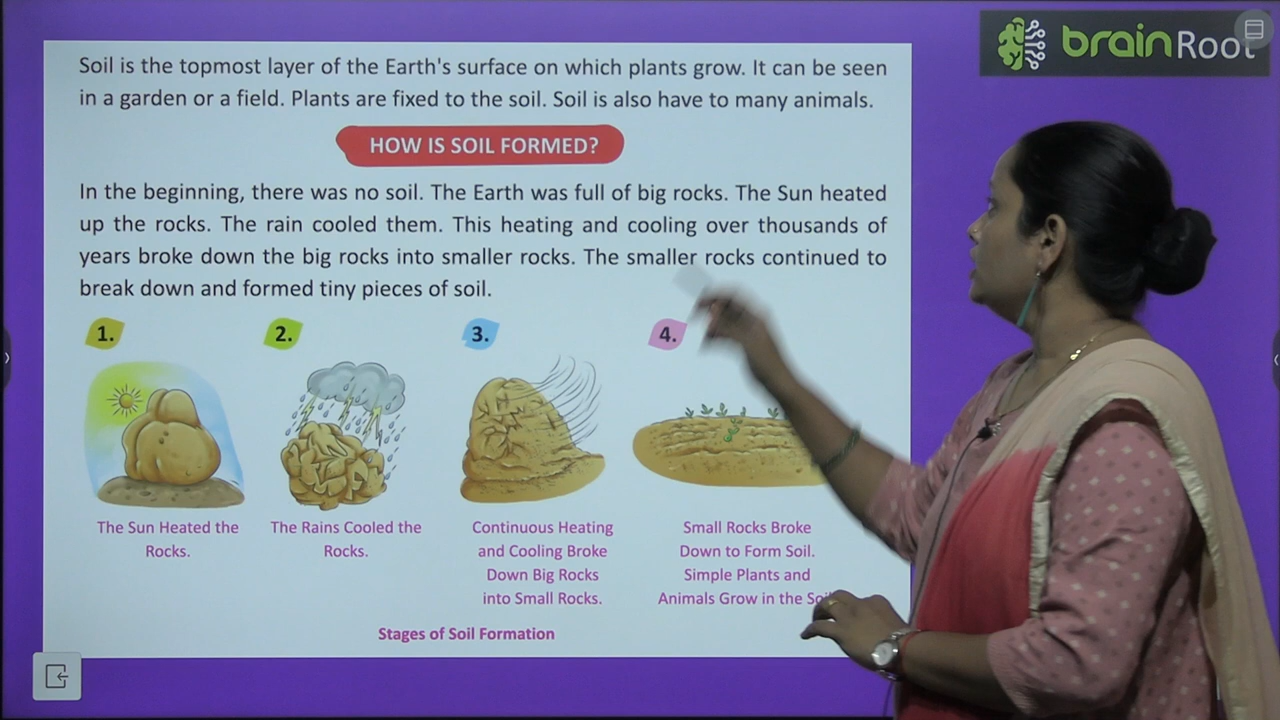 brainRoot
Soil is the topmost layer of the Earth's surface on which plants grow. It can be seen
in a garden or a field. Plants are fixed to the soil. Soil is also have to many animals.
HOW IS SOIL FORMED?
In the beginning, there was no soil. The Earth was full of big rocks. The Sun heated
up the rocks. The rain cooled them. This heating and cooling over thousands of
years broke down the big rocks into smaller rocks. The smaller rocks continued to
break down and formed tiny pieces of soil.
1.
The Sun Heated the
Rocks.
2.
The Rains Cooled the
Rocks.
3.
Continuous Heating
and Cooling Broke
Down Big Rocks
into Small Rocks.
4.
Small Rocks Broke
Down to Form Soil.
Simple Plants and
Animals Grow in the
Stages of Soil Formation